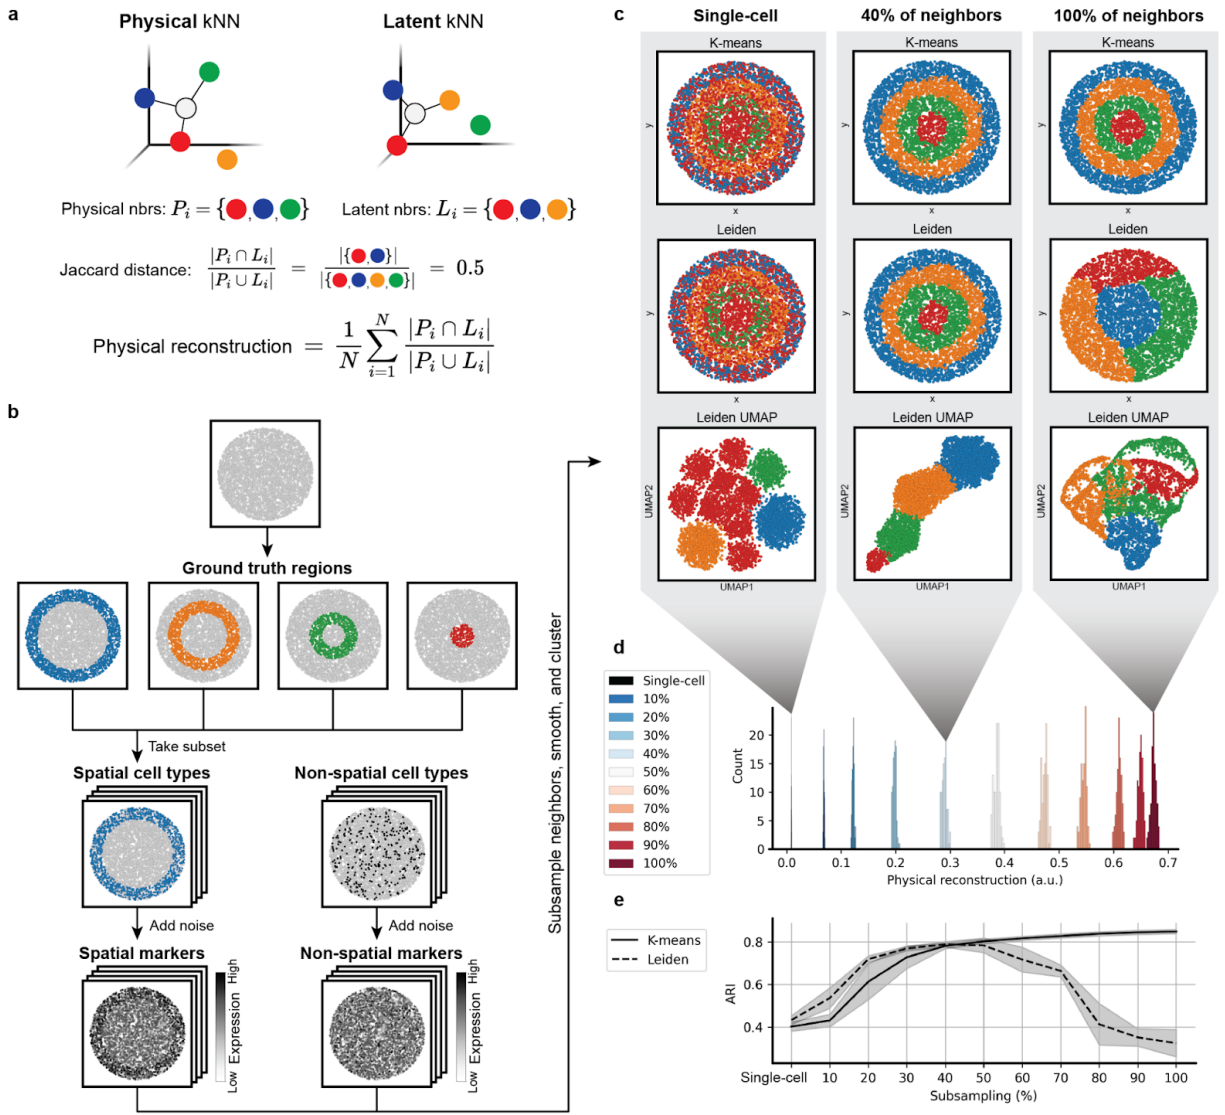 a
Physical kNN
Latent kNN
Physical nbrs: P_i = { , , }
Latent nbrs: L_i = { , , }
Jaccard distance: |P_i ∩ L_i| / |P_i ∪ L_i| = |{ , }| / |{ , , , }| = 0.5
Physical reconstruction = 1/N ∑_{i=1}^{N} |P_i ∩ L_i| / |P_i ∪ L_i|
b
Ground truth regions
Take subset
Spatial cell types
Non-spatial cell types
Add noise
Add noise
Spatial markers
Non-spatial markers
Low Expression High
Low Expression High
Subsample neighbors, smooth, and cluster
c
Single-cell
40% of neighbors
100% of neighbors
K-means
K-means
K-means
y
y
y
x
x
x
Leiden
Leiden
Leiden
y
y
y
x
x
x
Leiden UMAP
Leiden UMAP
Leiden UMAP
UMAP2
UMAP2
UMAP2
UMAP1
UMAP1
UMAP1
d
Single-cell
10%
20%
30%
40%
50%
60%
70%
80%
90%
100%
Count
20
15
10
5
0
0.0 0.1 0.2 0.3 0.4 0.5 0.6 0.7
Physical reconstruction (a.u.)
e
K-means
Leiden
ARI
0.8
0.6
0.4
Single-cell 10 20 30 40 50 60 70 80 90 100
Subsampling (%)